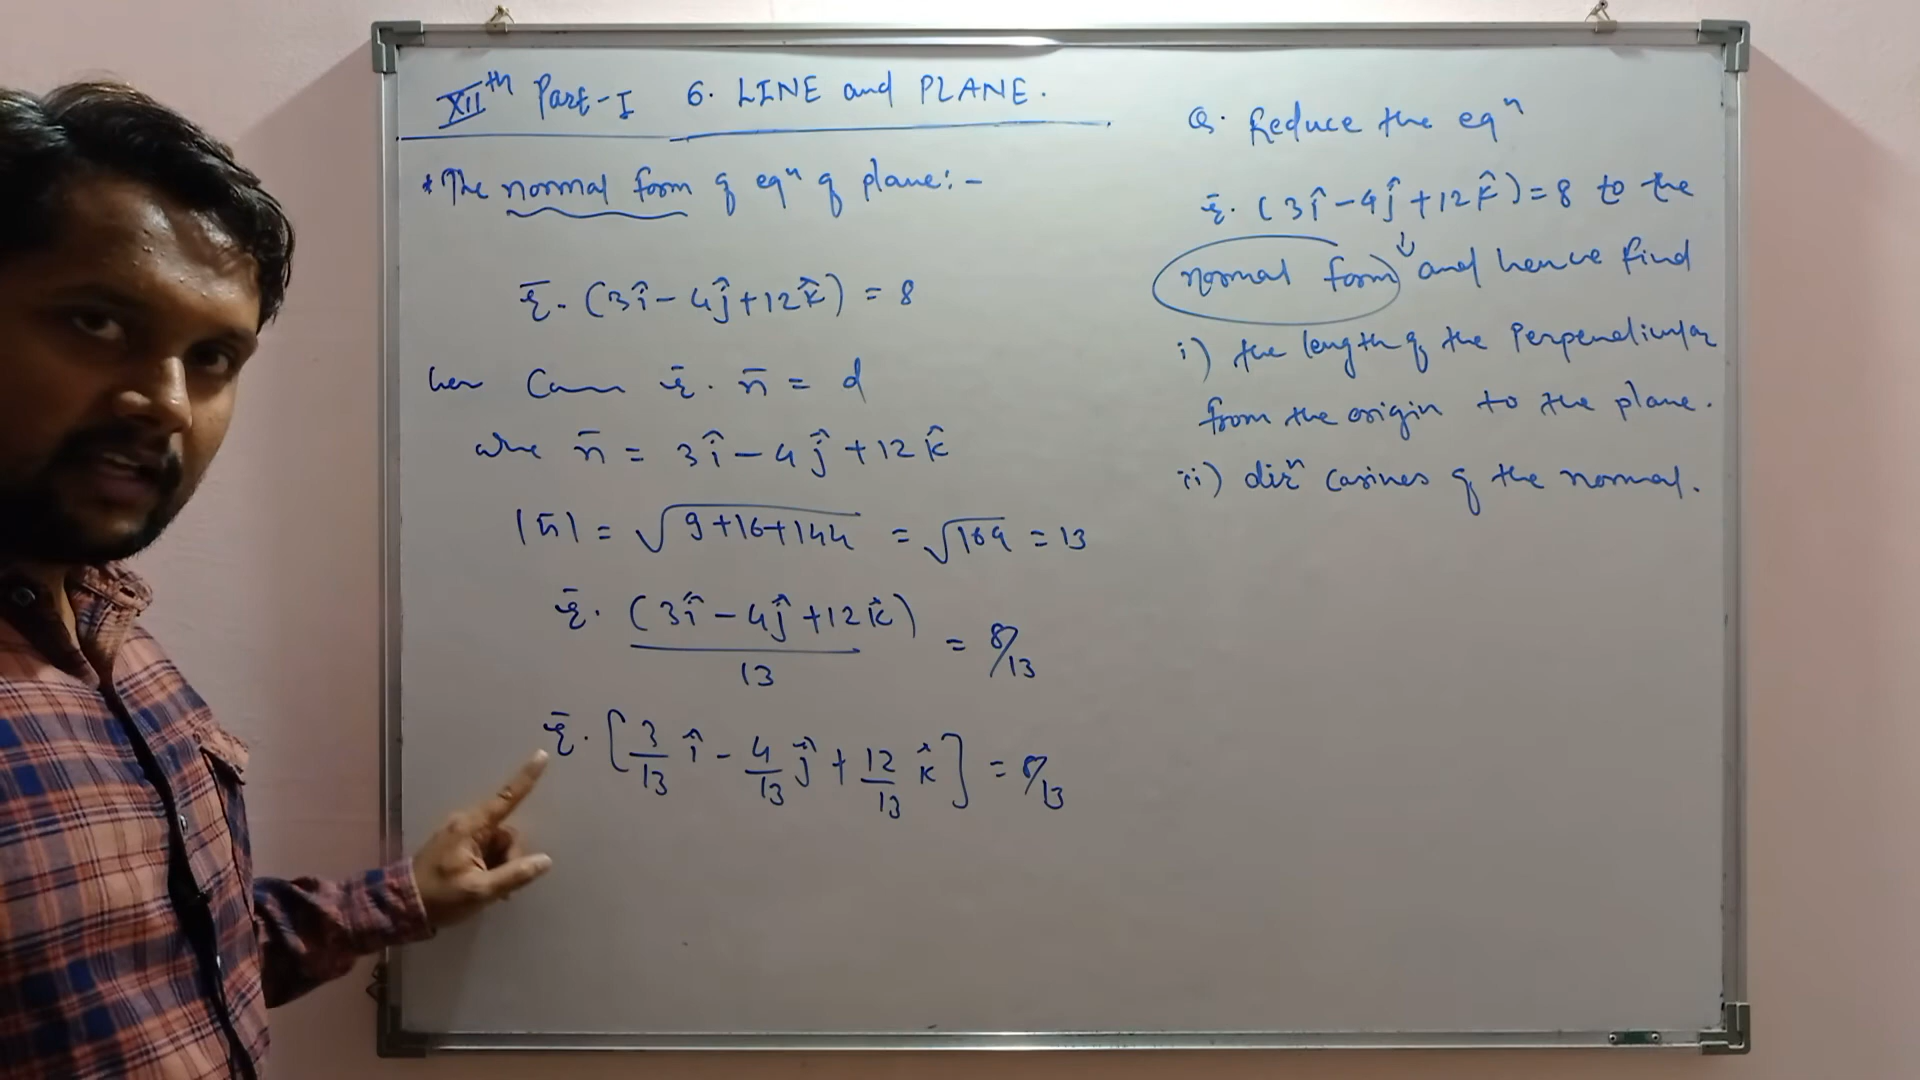 XIIth Part-I 6. LINE and PLANE.
* The normal form of eqn of plane:-
r̄. (3î - 4ĵ + 12k̂) = 8
r̄. n̄ = d
n̄ = 3î - 4ĵ + 12k̂
|n̄| = √9+16+144 = √169 = 13
r̄. (3î - 4ĵ + 12k̂)/13 = 8/13
r̄. [3/13 î - 4/13 ĵ + 12/13 k̂] = 8/13
Q. Reduce the eqn
r̄. (3î - 4ĵ + 12k̂) = 8 to the
normal form and hence find
i) the length of the Perpendicular
from the origin to the plane.
ii) dirn cosines of the normal.